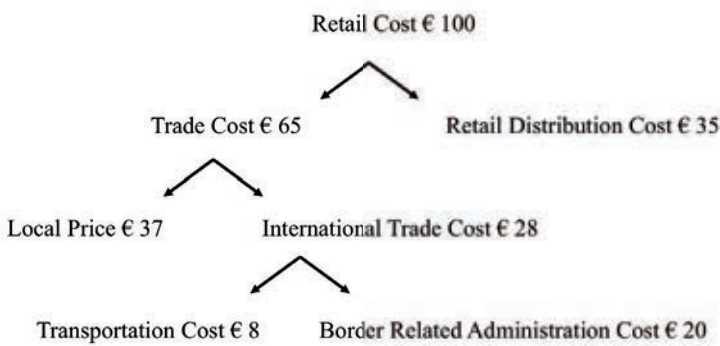 Retail Cost € 100
Trade Cost € 65 Retail Distribution Cost € 35
Local Price € 37 International Trade Cost € 28
Transportation Cost € 8 Border Related Administration Cost € 20